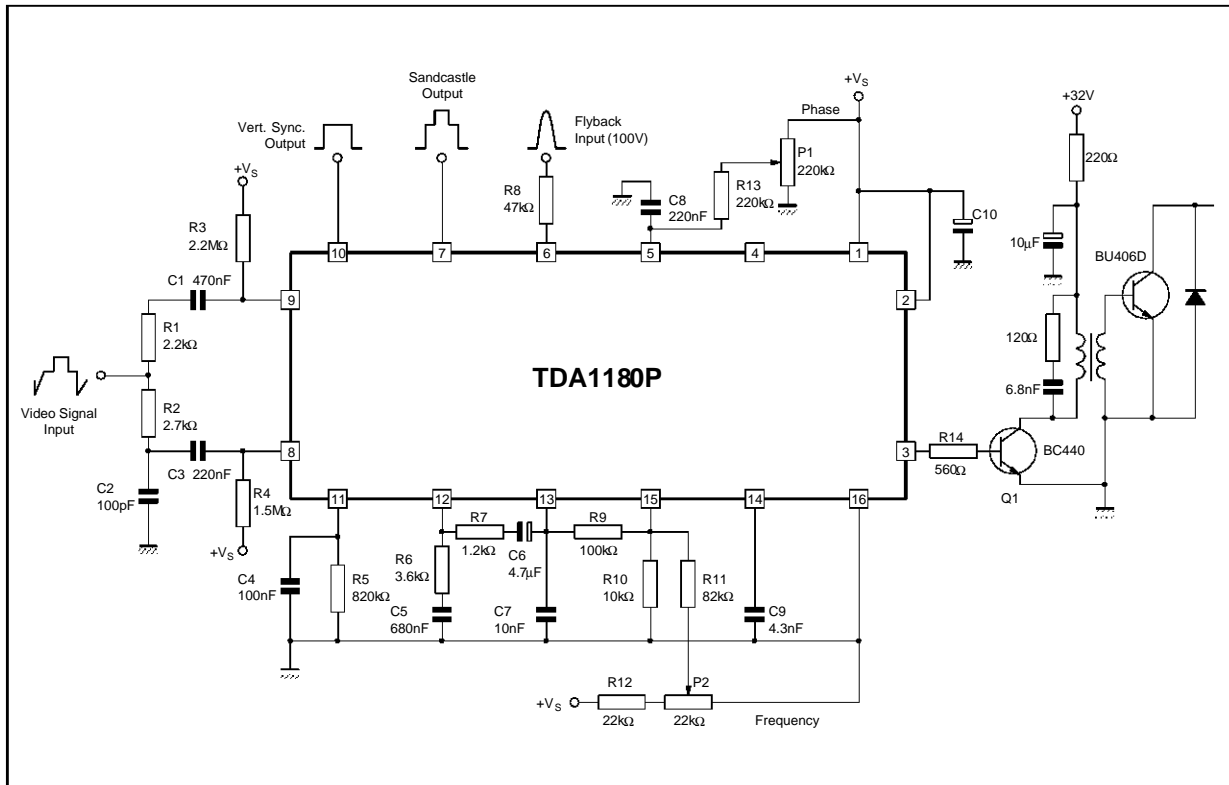 Sandcastle
Output
Vert. Sync.
Output
Flyback
Input (100V)
+VS
Phase
+32V
+VS
R3
2.2MΩ
R8
47kΩ
C8
220nF
R13
220kΩ
P1
220kΩ
C10
220Ω
10µF
BU406D
10
7
6
5
4
1
C1 470nF
9
2
R1
2.2kΩ
120Ω
6.8nF
TDA1180P
Video Signal
Input
R2
2.7kΩ
C3 220nF
8
3
R14
560Ω
BC440
Q1
C2
100pF
R4
1.5MΩ
+VS
11
12
13
15
14
16
R7
1.2kΩ
C6
4.7µF
R9
100kΩ
C4
100nF
R5
820kΩ
R6
3.6kΩ
C5
680nF
C7
10nF
R10
10kΩ
R11
82kΩ
C9
4.3nF
+VS
R12
22kΩ
P2
22kΩ
Frequency